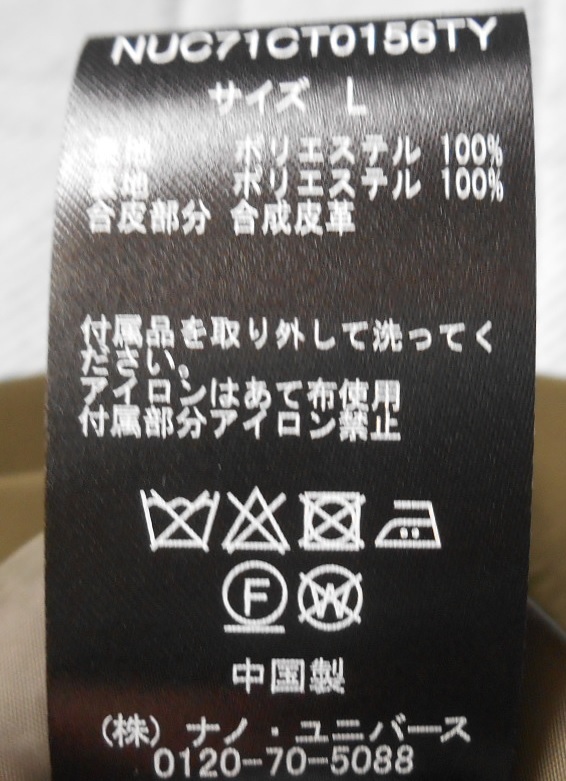 NUC71CT0156TY
サイズ L
表地 ポリエステル 100%
裏地 ポリエステル 100%
合皮部分 合成皮革
付属品を取り外して洗ってく
ださい。
アイロンはあて布使用
付属部分アイロン禁止
F W
中国製
(株) ナノ・ユニバース
0120-70-5088